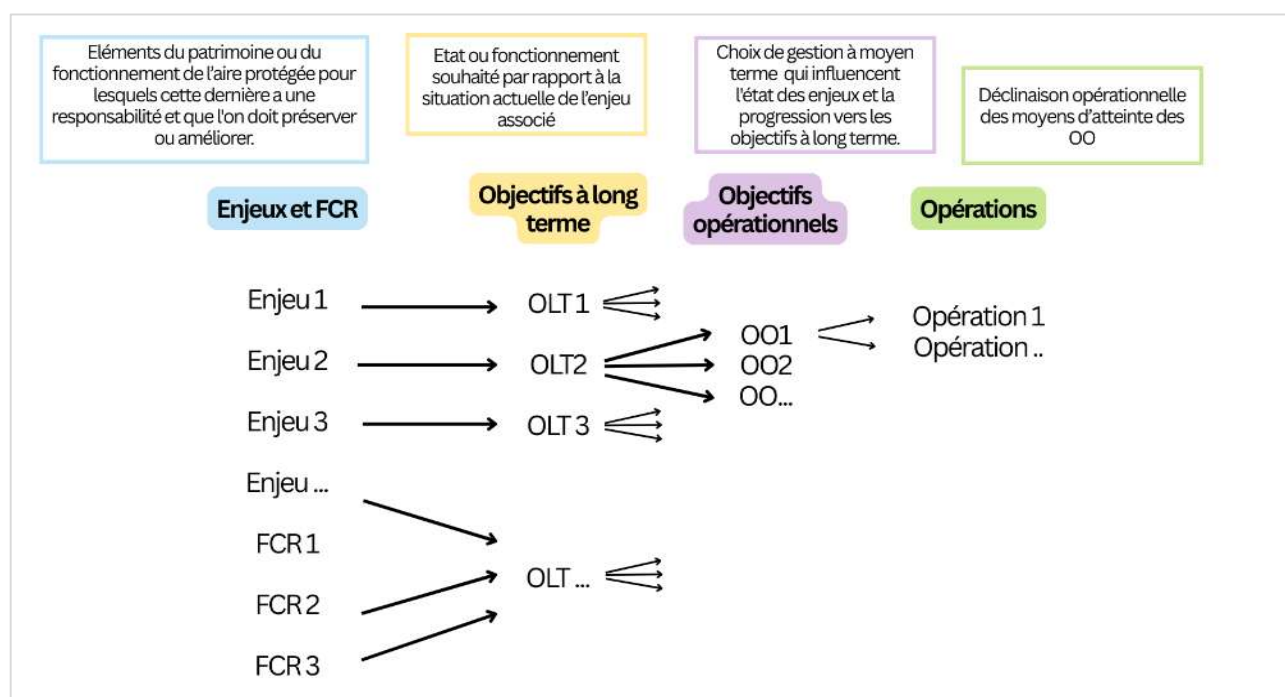 Eléments du patrimoine ou du
fonctionnement de l'aire protégée pour
lesquels cette dernière a une
responsabilité et que l'on doit préserver
ou améliorer.
Etat ou fonctionnement
souhaité par rapport à la
situation actuelle de l'enjeu
associé
Choix de gestion à moyen
terme qui influencent
l'état des enjeux et la
progression vers les
objectifs à long terme.
Déclinaison opérationnelle
des moyens d'atteinte des
OO
Enjeux et FCR
Objectifs à long
terme
Objectifs
opérationnels
Opérations
Enjeu 1
OLT 1
Opération 1
OO1
Enjeu 2
OLT2
OO2
Opération ..
OO...
Enjeu 3
OLT 3
Enjeu ...
FCR 1
OLT ...
FCR 2
FCR 3